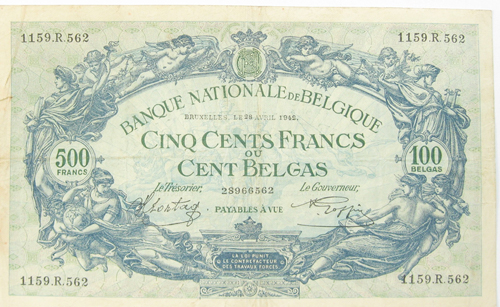 1159.R.562 1159.R.562
BANQUE NATIONALE DE BELGIQUE
BRUXELLES, LE 28 AVRIL 1942.
CINQ CENTS FRANCS
OU
CENT BELGAS
500
FRANCS
100
BELGAS
Le Trésorier, 28966562 Le Gouverneur,
PAYABLES À VUE
LA LOI PUNIT
LE CONTREFACTEUR
DES TRAVAUX FORCÉS
1159.R.562 1159.R.562